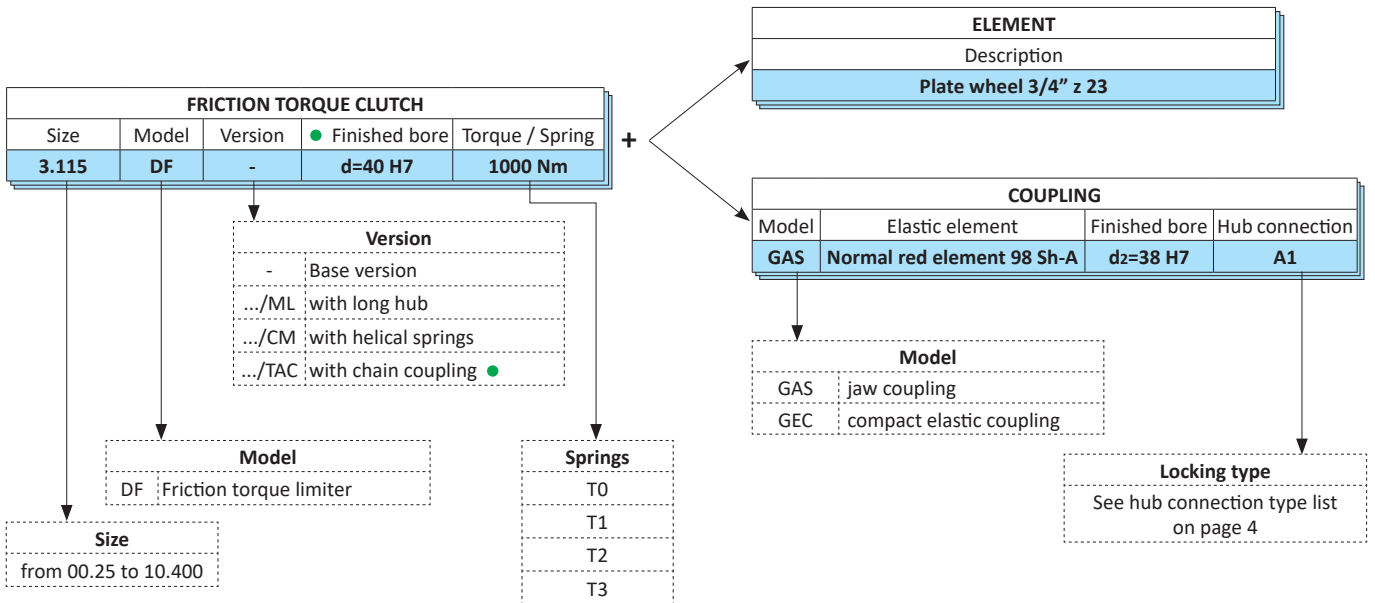 FRICTION TORQUE CLUTCH
Size Model Version ● Finished bore Torque / Spring
3.115 DF - d=40 H7 1000 Nm
+
ELEMENT
Description
Plate wheel 3/4” z 23
COUPLING
Model Elastic element Finished bore Hub connection
GAS Normal red element 98 Sh-A d2=38 H7 A1
Version
- Base version
.../ML with long hub
.../CM with helical springs
.../TAC with chain coupling ●
Model
GAS jaw coupling
GEC compact elastic coupling
Model
DF Friction torque limiter
Springs
T0
T1
T2
T3
Locking type
See hub connection type list
on page 4
Size
from 00.25 to 10.400